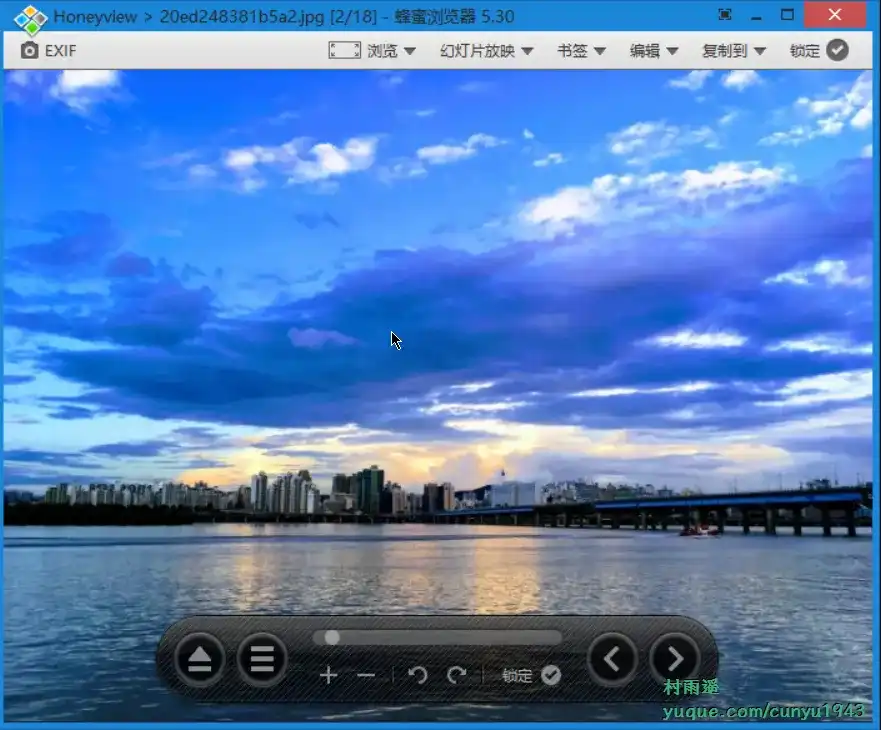 Honeyview > 20ed248381b5a2.jpg [2/18] - 蜂蜜浏览器 5.30
EXIF 浏览 幻灯片放映 书签 编辑 复制到 锁定
锁定
村雨遥
yuque.com/cunyu1943